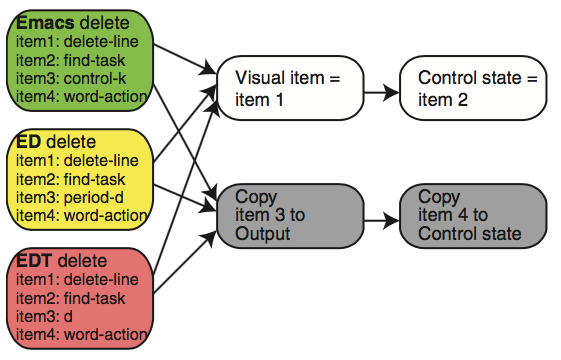 Emacs delete
item1: delete-line
item2: find-task
item3: control-k
item4: word-action
ED delete
item1: delete-line
item2: find-task
item3: period-d
item4: word-action
EDT delete
item1: delete-line
item2: find-task
item3: d
item4: word-action
Visual item =
item 1
Control state =
item 2
Copy
item 3 to
Output
Copy
item 4 to
Control state